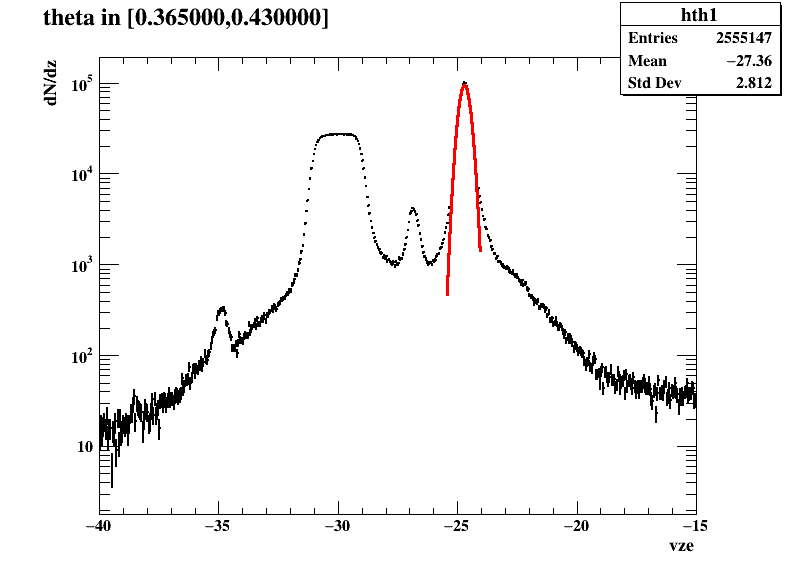 theta in [0.365000,0.430000]
hth1
Entries 2555147
Mean −27.36
Std Dev 2.812
dN/dz
10^5
10^4
10^3
10^2
10
−40 −35 −30 −25 −20 −15
vze